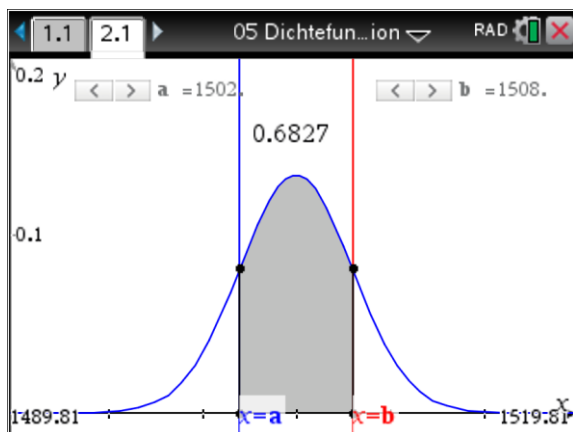 1.1 2.1 05 Dichtefun…ion RAD
0.2 y
< > a =1502. < > b =1508.
0.6827
0.1
x
1489.81 x=a x=b 1519.81